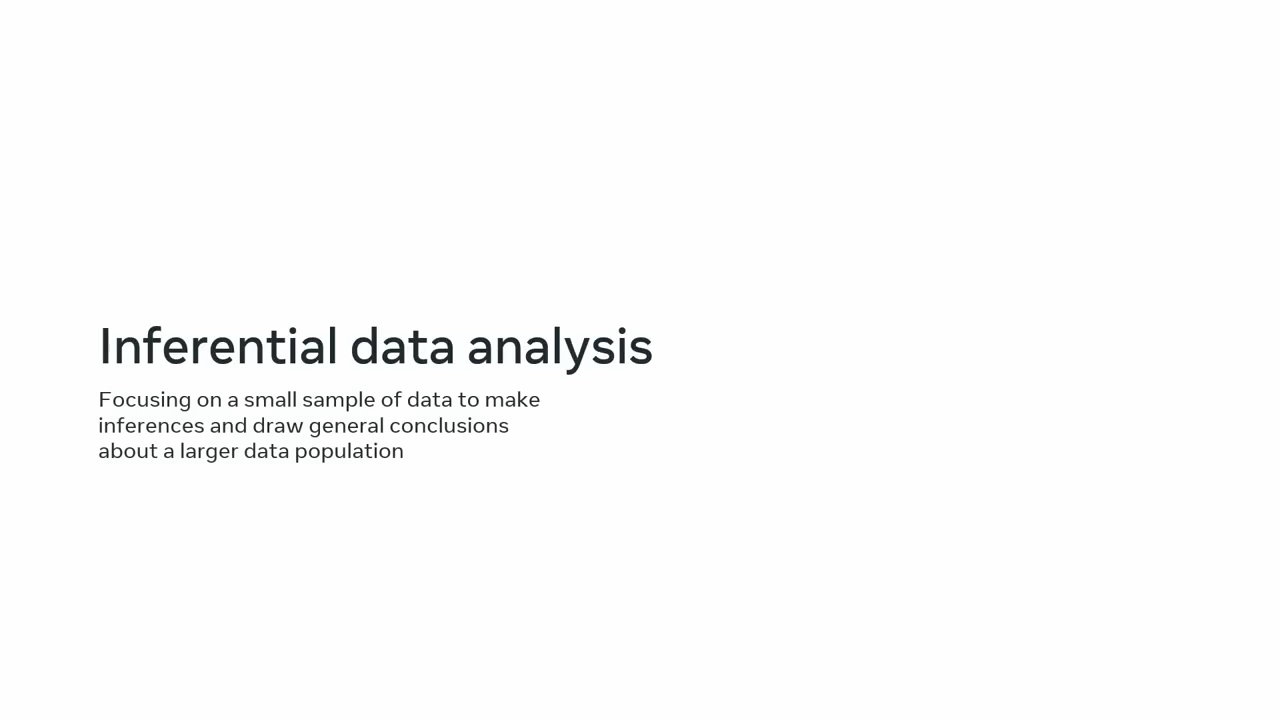 Inferential data analysis
Focusing on a small sample of data to make
inferences and draw general conclusions
about a larger data population